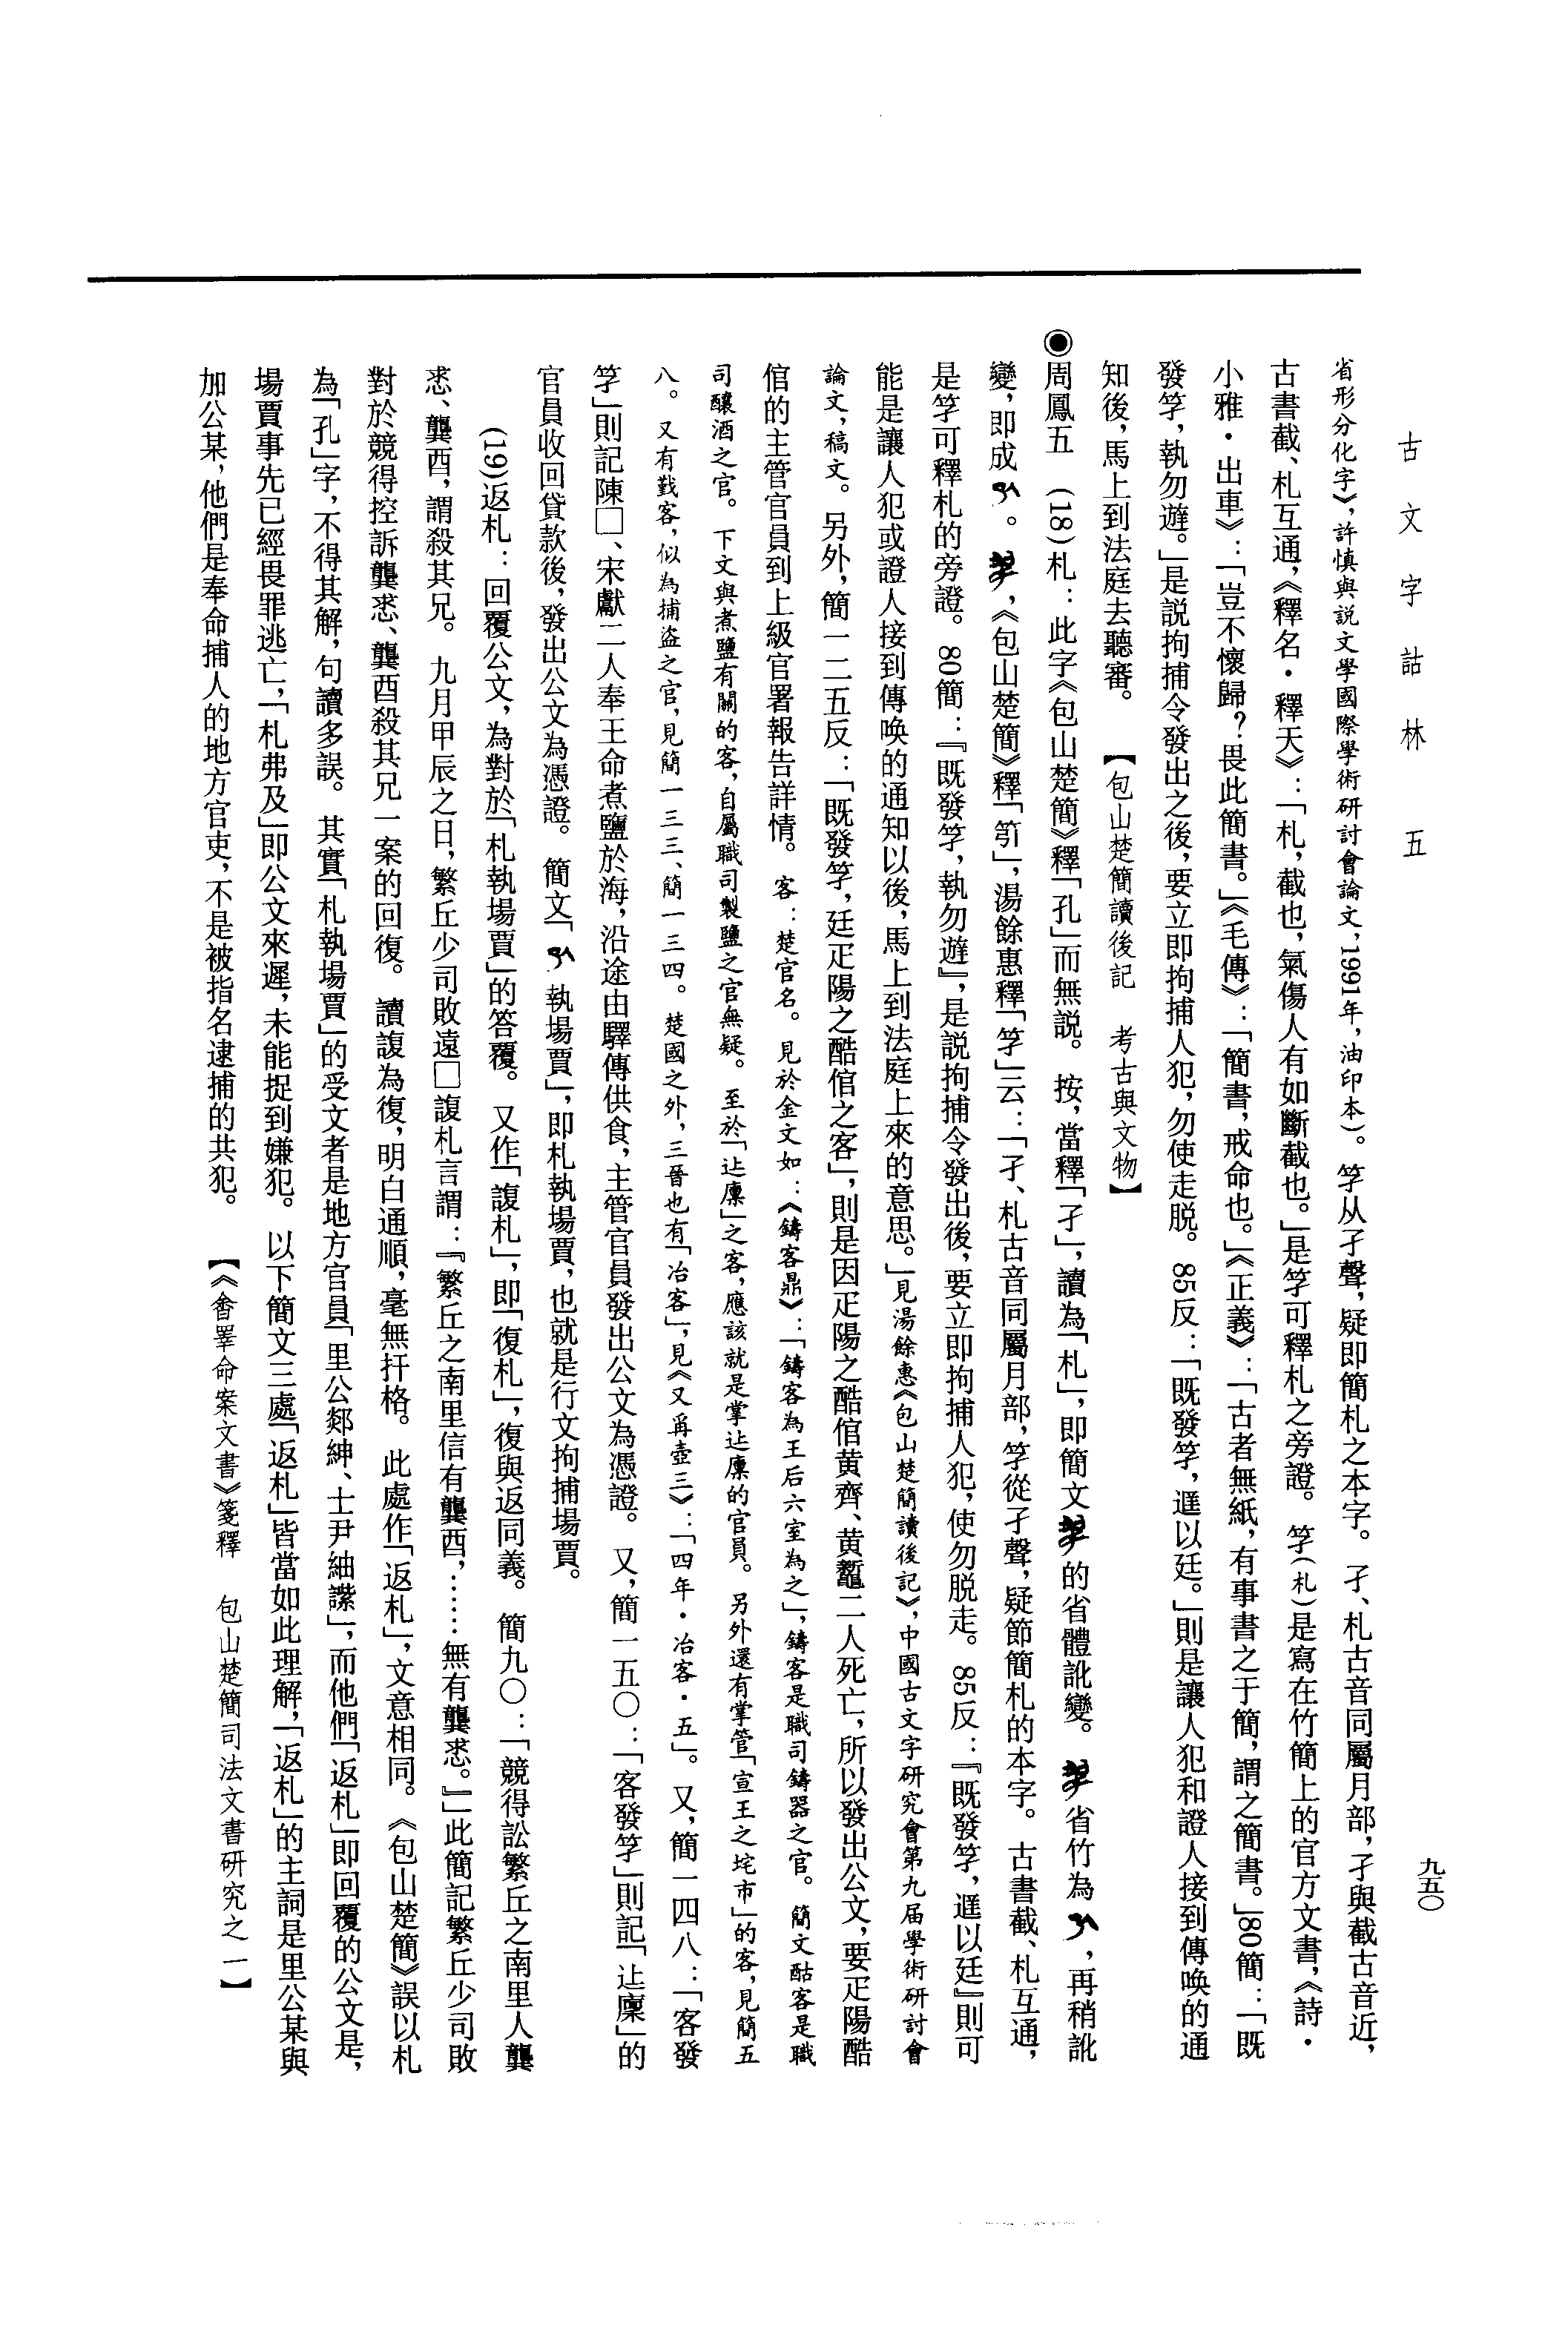 古文字詁林　五
九五〇
省形分化字》，許慎與説文學國際學術研討會論文，1991年，油印本）。䇎从孑聲，疑即簡札之本字。孑、札古音同屬月部，孑與截古音近，
古書截、札互通，《釋名·釋天》：「札，截也，氣傷人有如斷截也。」是䇎可釋札之旁證。䇎（札）是寫在竹簡上的官方文書，《詩·
小雅·出車》：「豈不懷歸？畏此簡書。」《毛傳》：「簡書，戒命也。」《正義》：「古者無紙，有事書之于簡，謂之簡書。」80簡：「既
發䇎，執勿遊。」是説拘捕令發出之後，要立即拘捕人犯，勿使走脱。85反：「既發䇎，以廷。」則是讓人犯和證人接到傳唤的通
知後，馬上到法庭去聽審。　【包山楚簡讀後記　考古與文物】
◉周鳳五　(18)札：此字《包山楚簡》釋「孔」而無説。按，當釋「孑」，讀為「札」，即簡文的省體訛變。省竹為，再稍訛
變，即成。，《包山楚簡》釋「」，湯餘惠釋「䇎」云：「孑、札古音同屬月部，䇎從孑聲，疑節簡札的本字。古書截、札互通，
是䇎可釋札的旁證。80簡：『既發䇎，執勿遊』，是説拘捕令發出後，要立即拘捕人犯，使勿脱走。85反：『既發䇎，以廷』則可
能是讓人犯或證人接到傳唤的通知以後，馬上到法庭上來的意思。」見湯餘惠《包山楚簡讀後記》，中國古文字研究會第九届學術研討會
論文，稿文。另外，簡一二五反：「既發䇎，廷疋陽之酷倌之客」，則是因疋陽之酷倌黄齊、黄二人死亡，所以發出公文，要疋陽酷
倌的主管官員到上級官署報告詳情。客：楚官名。見於金文如：《鑄客鼎》：「鑄客為王后六室為之」，鑄客是職司鑄器之官。簡文酤客是職
司釀酒之官。下文與煮鹽有關的客，自屬職司製鹽之官無疑。至於「廩」之客，應該就是掌廩的官員。另外還有掌管「宣王之垞市」的客，見簡五
八。又有戥客，似為捕盜之官，見簡一三三、簡一三四。楚國之外，三晉也有「冶客」，見《又爯壺三》：「四年·冶客·五」。又，簡一四八：「客發
䇎」則記陳□、宋獻二人奉王命煮鹽於海，沿途由驛傳供食，主管官員發出公文為憑證。又，簡一五〇：「客發䇎」則記「廩」的
官員收回貸款後，發出公文為憑證。簡文「執場賈」，即札執場賈，也就是行文拘捕場賈。
(19)返札：回覆公文，為對於「札執場賈」的答覆。又作「複札」，即「復札」，復與返同義。簡九〇：「競得訟繁丘之南里人龔
悡、龔酉，謂殺其兄。九月甲辰之日，繁丘少司敗遠□複札言謂：『繁丘之南里信有龔酉，……無有龔悡。』」此簡記繁丘少司敗
對於競得控訴龔悡、龔酉殺其兄一案的回復。讀複為復，明白通順，毫無扞格。此處作「返札」，文意相同。《包山楚簡》誤以札
為「孔」字，不得其解，句讀多誤。其實「札執場賈」的受文者是地方官員「里公郯紳、士尹紬」，而他們「返札」即回覆的公文是，
場賈事先已經畏罪逃亡，「札弗及」即公文來遲，未能捉到嫌犯。以下簡文三處「返札」皆當如此理解，「返札」的主詞是里公某與
加公某，他們是奉命捕人的地方官吏，不是被指名逮捕的共犯。　【《命案文書》箋釋　包山楚簡司法文書研究之一】